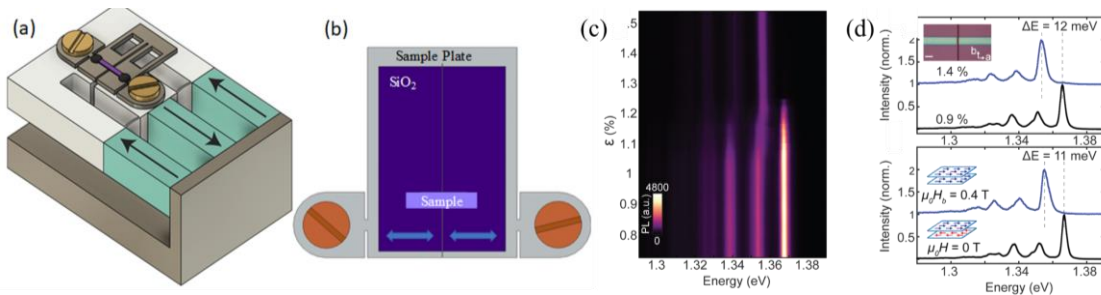 (a)
(b)
Sample Plate
SiO₂
Sample
(c)
ε (%)
1.5
1.4
1.3
1.2
1.1
1
0.9
0.8
4800
PL (a.u.)
0
1.3 1.32 1.34 1.36 1.38
Energy (eV)
(d)
Intensity (norm.)
2
1.5
1
0.5
ΔE = 12 meV
b t→a
1.4 %
0.9 %
1.3 1.34 1.38
ΔE = 11 meV
Intensity (norm.)
2
1.5
1
0.5
μ₀H_b = 0.4 T
μ₀H = 0 T
1.3 1.34 1.38
Energy (eV)